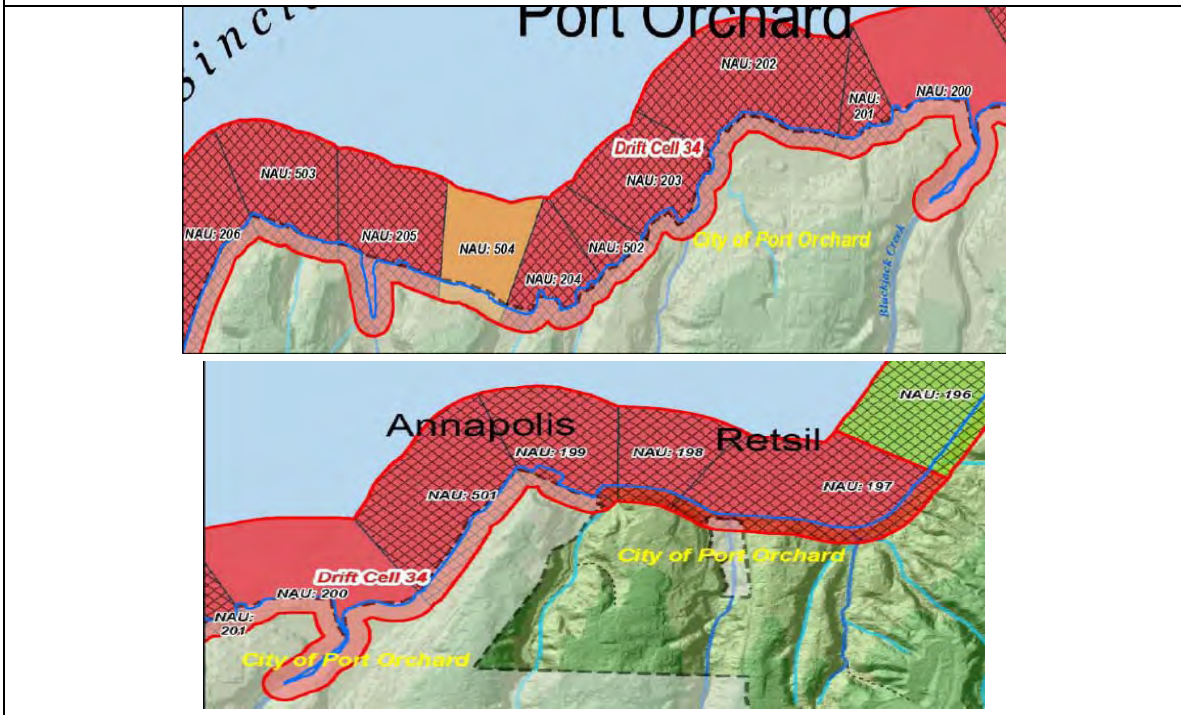 Port Orchard
Sincl
NAU: 202
NAU: 200
NAU:
201
Drift Cell 34
NAU: 503
NAU: 203
NAU: 206
NAU: 205
NAU: 504
NAU: 502
City of Port Orchard
NAU: 204
Blackjack Creek
NAU: 196
Annapolis
Retsil
NAU: 199
NAU: 198
NAU: 197
NAU: 501
City of Port Orchard
Drift Cell 34
NAU: 200
NAU:
201
City of Port Orchard